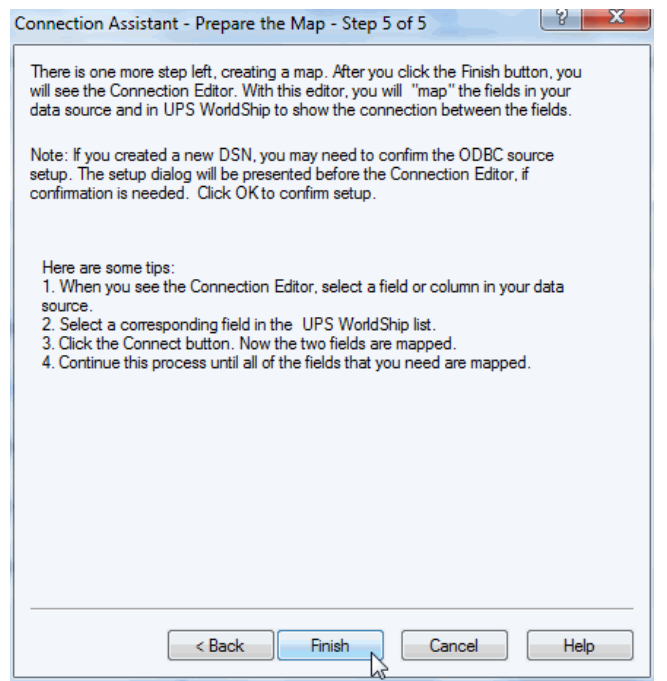 Connection Assistant - Prepare the Map - Step 5 of 5
There is one more step left, creating a map. After you click the Finish button, you
will see the Connection Editor. With this editor, you will "map" the fields in your
data source and in UPS WorldShip to show the connection between the fields.
Note: If you created a new DSN, you may need to confirm the ODBC source
setup. The setup dialog will be presented before the Connection Editor, if
confirmation is needed. Click OK to confirm setup.
Here are some tips:
1. When you see the Connection Editor, select a field or column in your data
source.
2. Select a corresponding field in the UPS WorldShip list.
3. Click the Connect button. Now the two fields are mapped.
4. Continue this process until all of the fields that you need are mapped.
< Back Finish Cancel Help